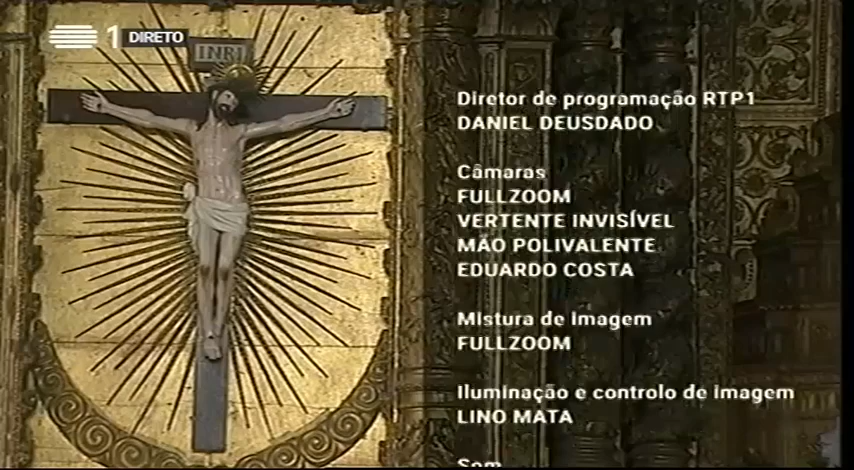 1 DIRETO
INRI
Diretor de programação RTP1
DANIEL DEUSDADO
Câmaras
FULLZOOM
VERTENTE INVISÍVEL
MÃO POLIVALENTE
EDUARDO COSTA
Mistura de Imagem
FULLZOOM
Iluminação e controlo de Imagem
LINO MATA
Som